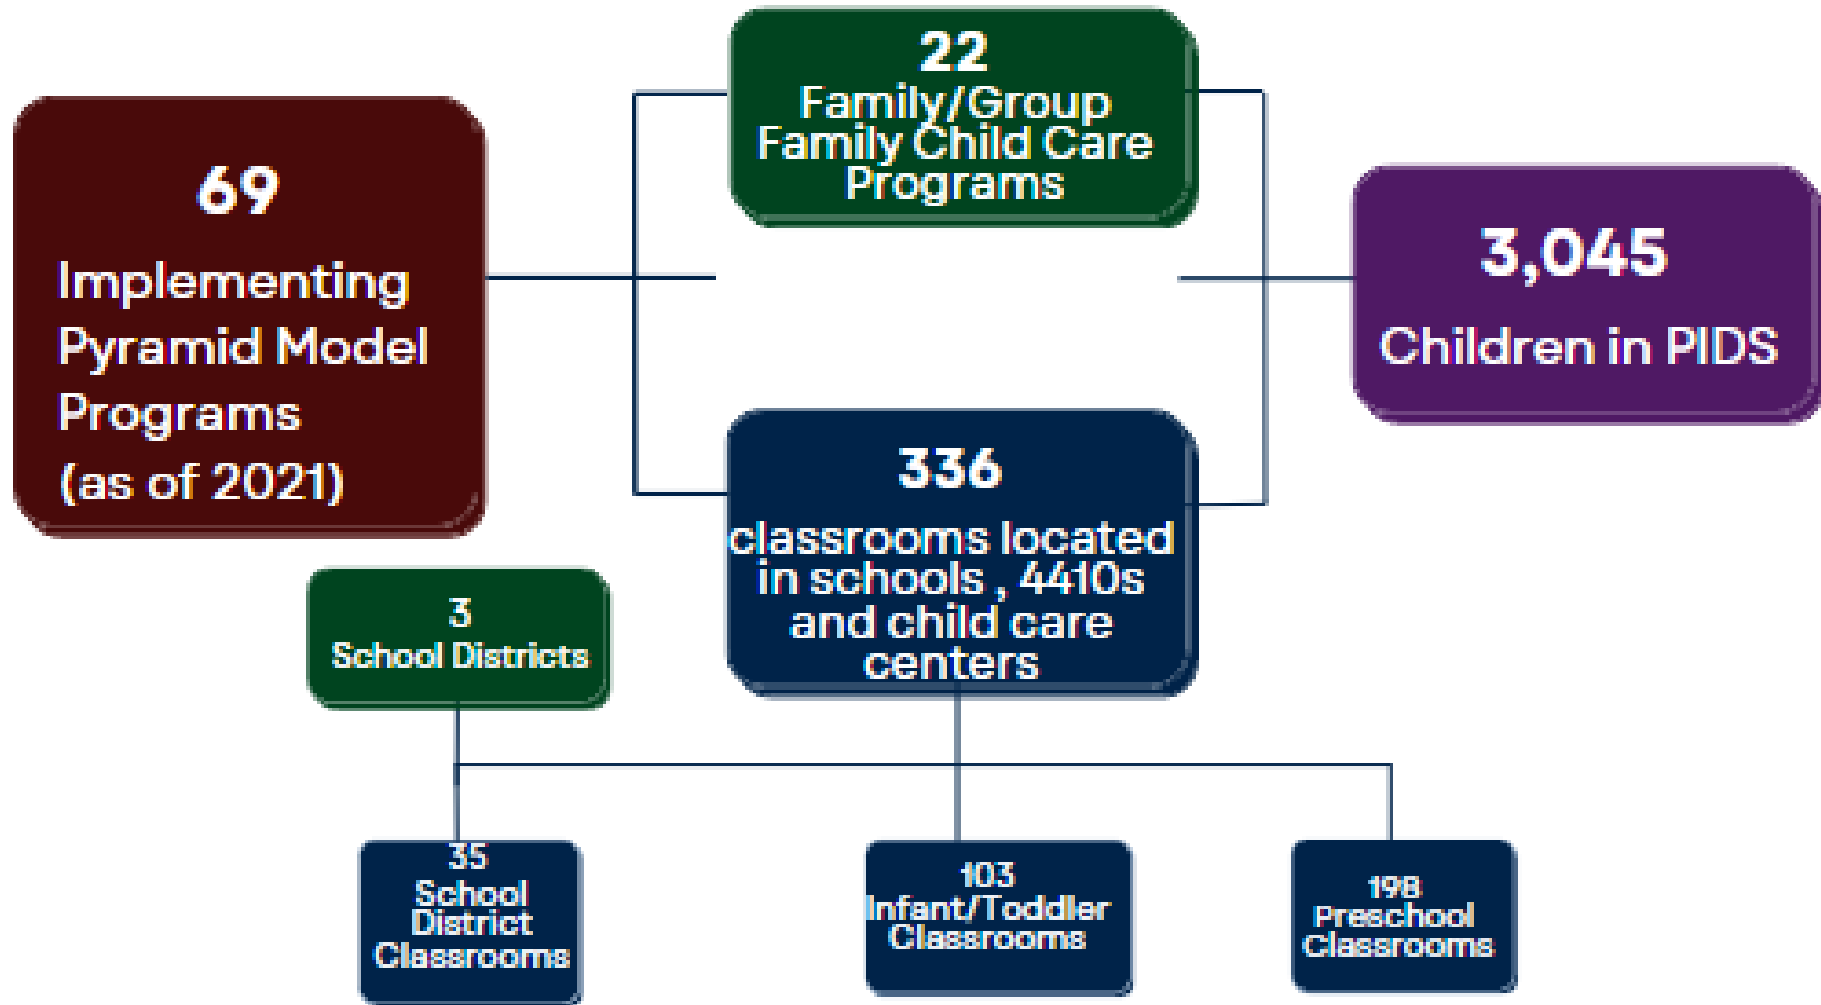 69
Implementing
Pyramid Model
Programs
(as of 2021)
22
Family/Group
Family Child Care
Programs
3,045
Children in PIDS
336
classrooms located
in schools , 4410s
and child care
centers
3
School Districts
35
School
District
Classrooms
103
Infant/Toddler
Classrooms
198
Preschool
Classrooms